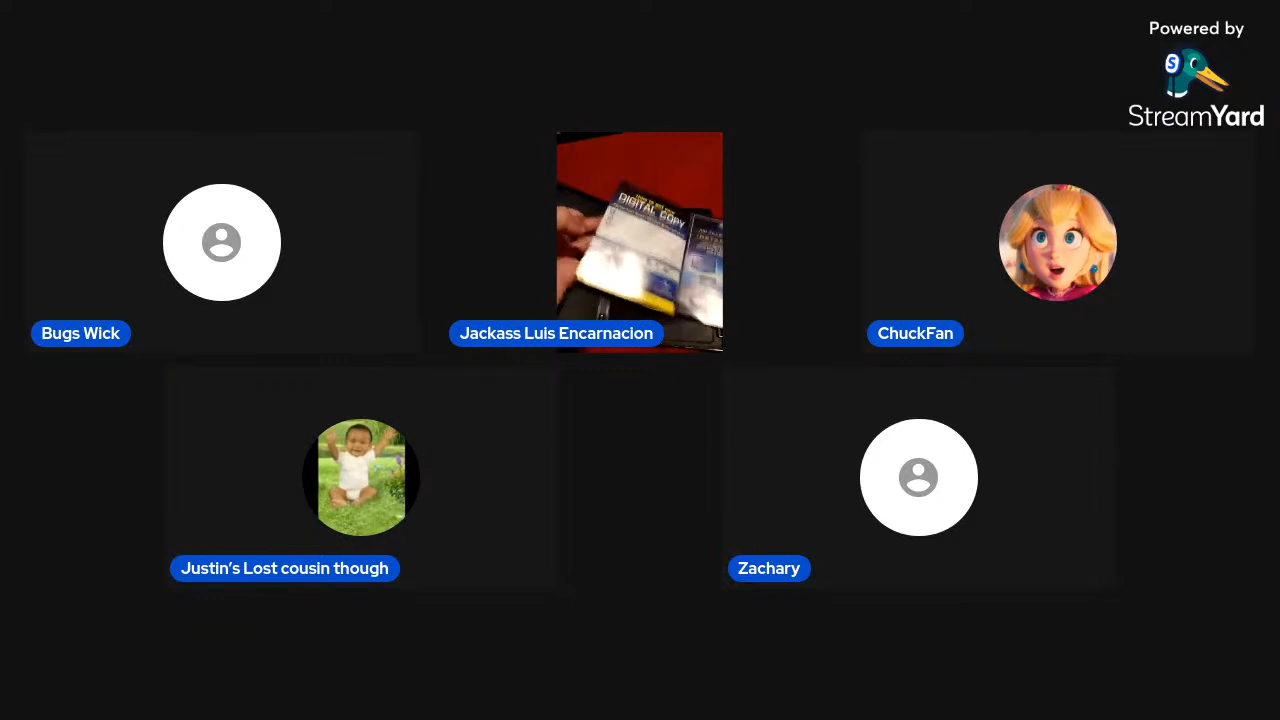 Powered by
StreamYard
DIGITAL COPY
Bugs Wick
Jackass Luis Encarnacion
ChuckFan
Justin’s Lost cousin though
Zachary